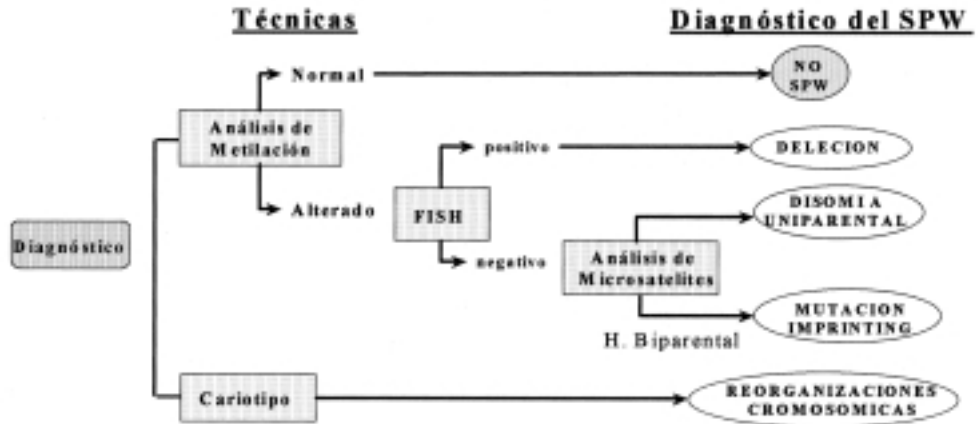 Técnicas
Diagnóstico del SPW
Normal
NO
SPW
Análisis de
Metilación
positivo
DELECION
Alterado
FISH
DISOMIA
UNIPARENTAL
Diagnóstico
negativo
Análisis de
Microsatelites
MUTACION
IMPRINTING
H. Biparental
Cariotipo
REORGANIZACIONES
CROMOSOMICAS